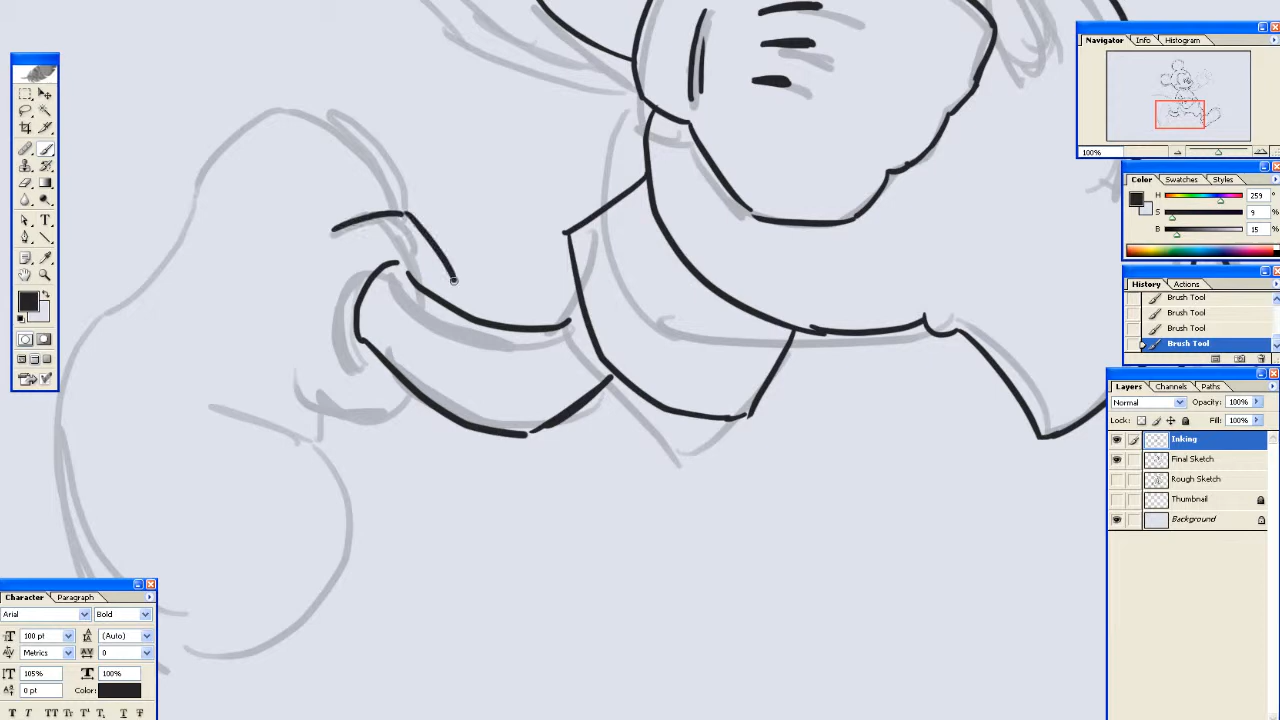 Navigator Info Histogram
100%
Color Swatches Styles
H 259 °
S 9 %
B 15 %
History Actions
Brush Tool
Brush Tool
Brush Tool
Brush Tool
Layers Channels Paths
Normal Opacity: 100%
Lock: Fill: 100%
Inking
Final Sketch
Rough Sketch
Thumbnail
Background
Character Paragraph
Arial Bold
100 pt (Auto)
Metrics 0
105% 100%
0 pt Color:
T T TT Tr T T T T